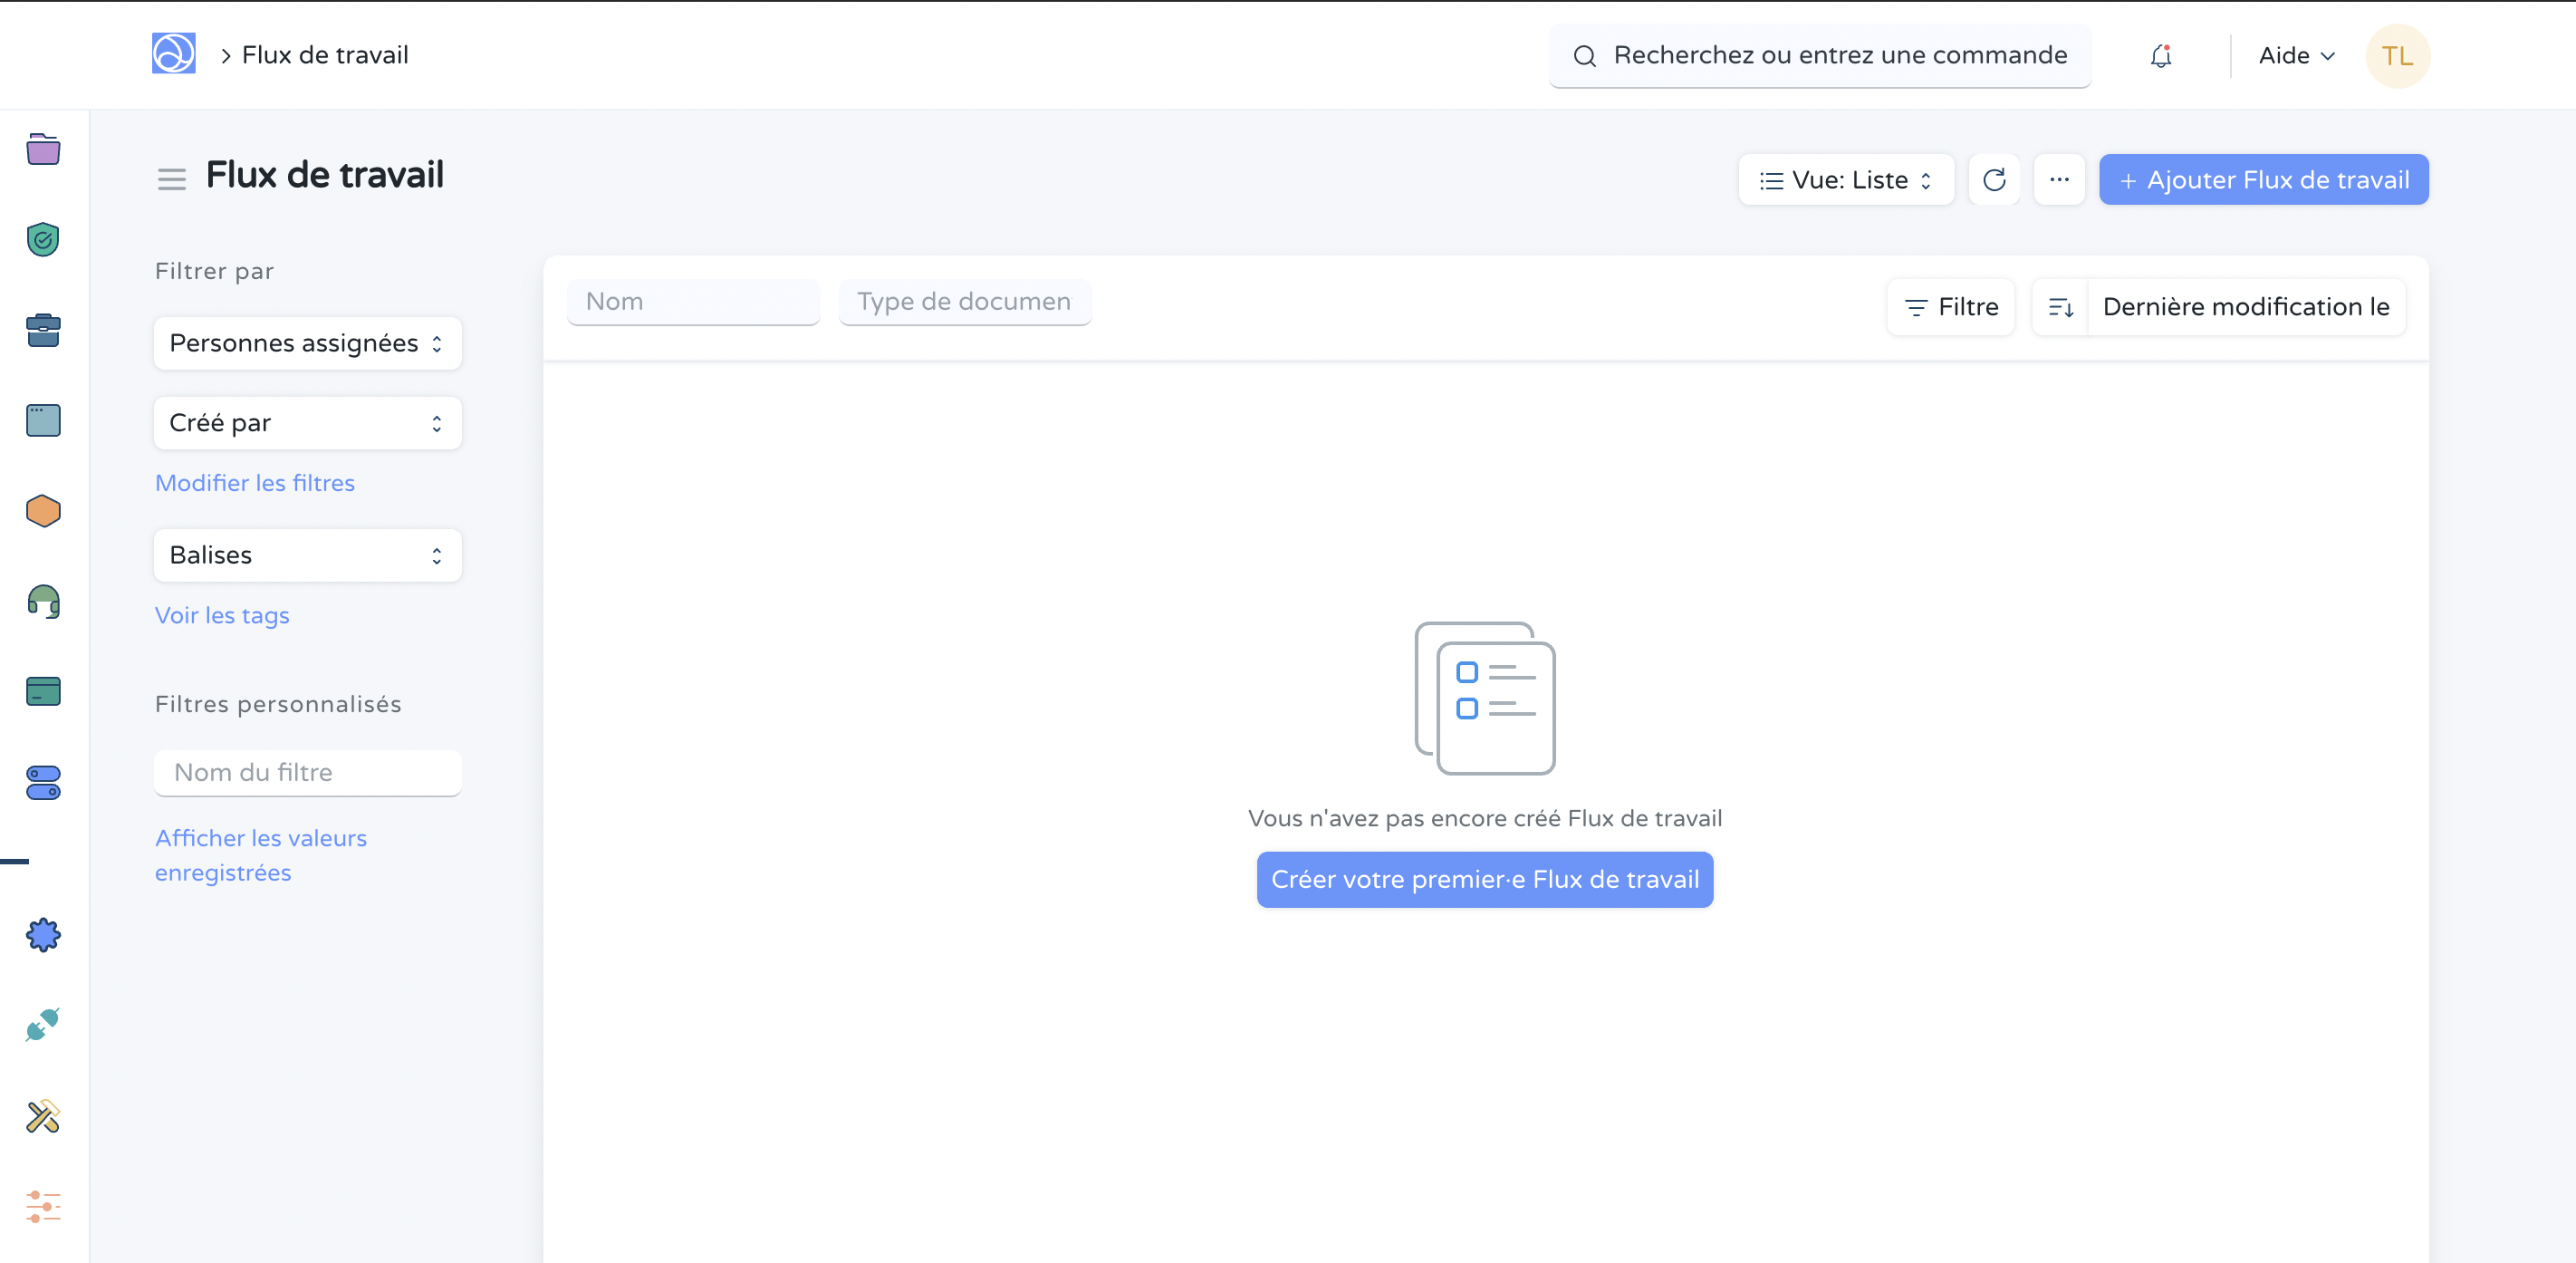 Flux de travail
Recherchez ou entrez une commande
Aide
TL
Flux de travail
Vue: Liste
Ajouter Flux de travail
Filtrer par
Personnes assignées
Créé par
Modifier les filtres
Balises
Voir les tags
Filtres personnalisés
Nom du filtre
Afficher les valeurs
enregistrées
Nom
Type de documen
Filtre
Dernière modification le
Vous n'avez pas encore créé Flux de travail
Créer votre premier·e Flux de travail